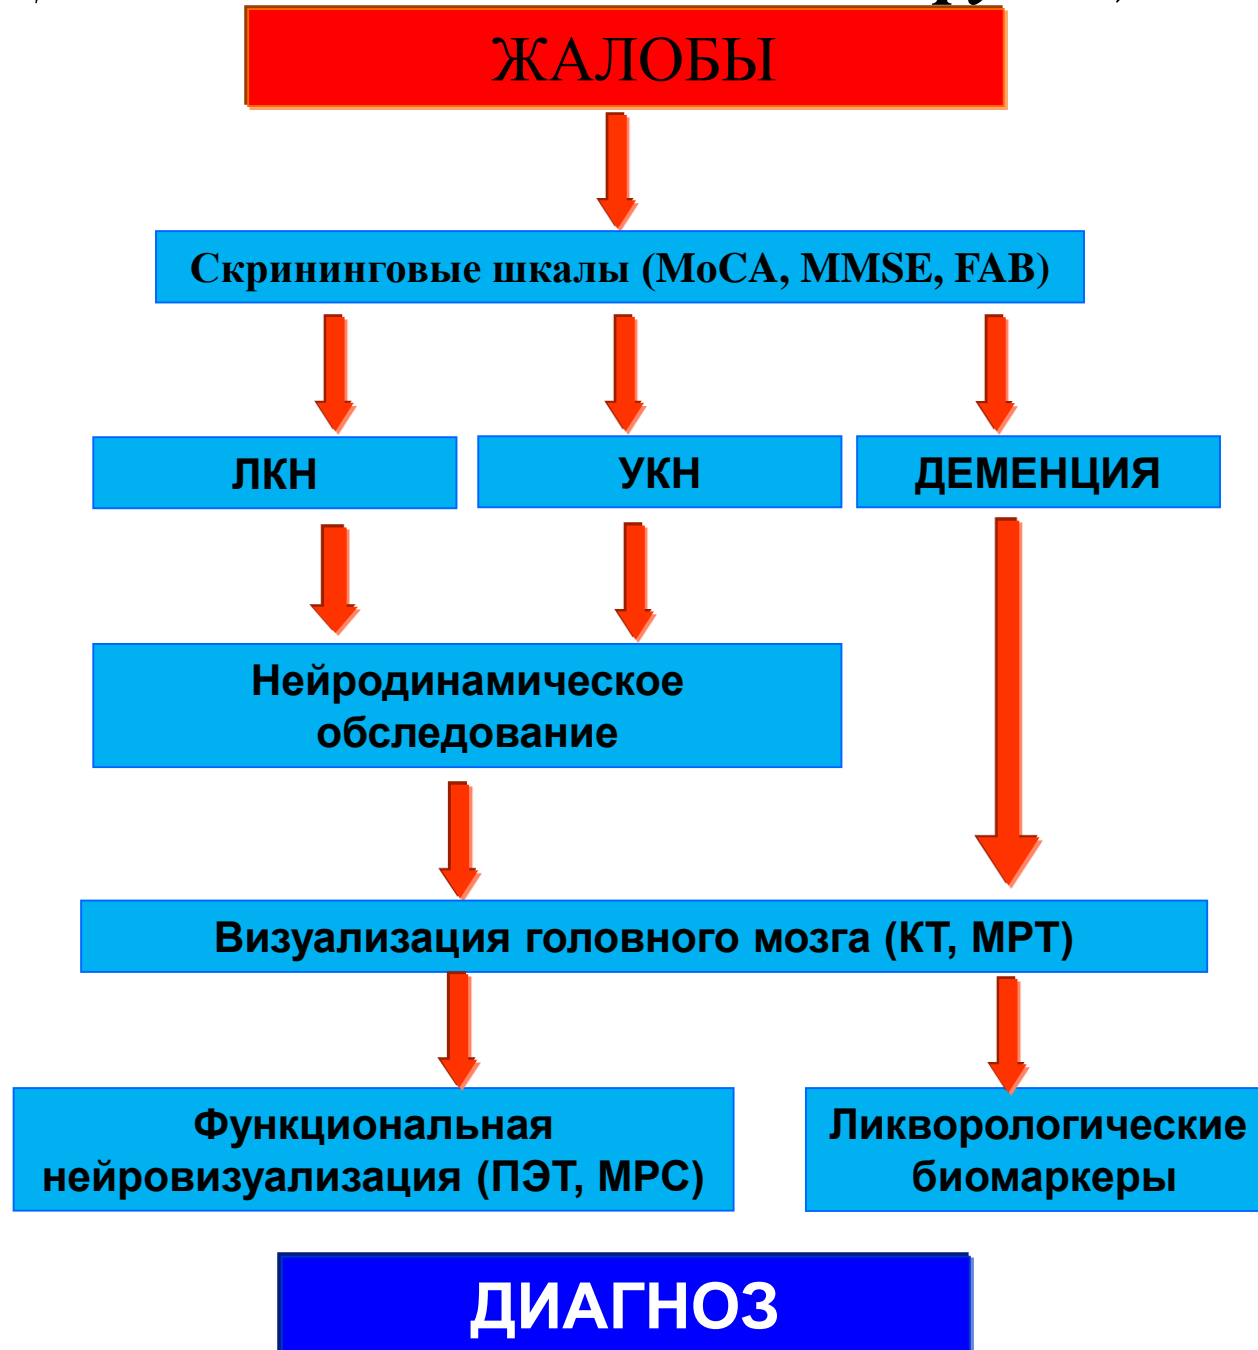 ЖАЛОБЫ
Скрининговые шкалы (MoCA, MMSE, FAB)
ЛКН
УКН
ДЕМЕНЦИЯ
Нейродинамическое
обследование
Визуализация головного мозга (КТ, МРТ)
Функциональная
нейровизуализация (ПЭТ, МРС)
Ликворологические
биомаркеры
ДИАГНОЗ